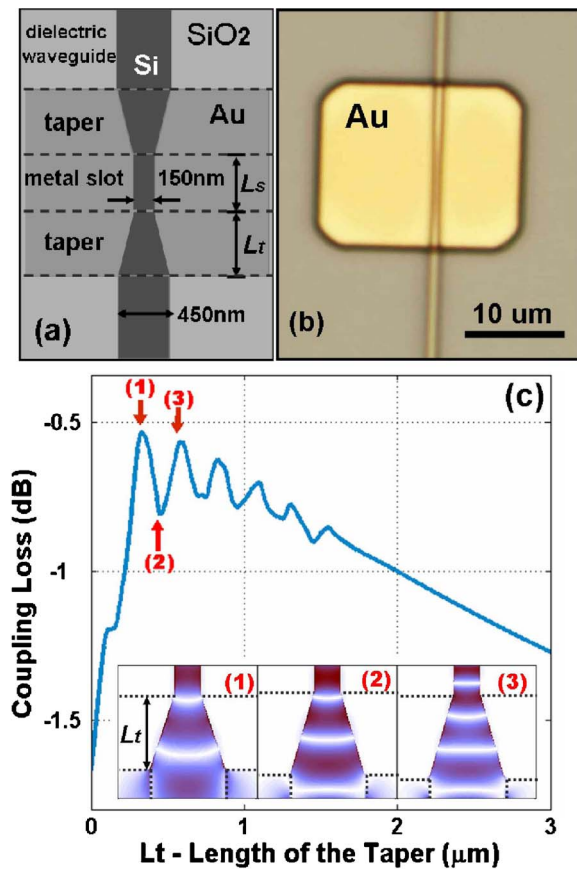 dielectric
waveguide
SiO2
Si
taper
Au
metal slot
150nm
Ls
taper
Lt
450nm
(a)
Au
10 um
(b)
(c)
(1)
(2)
(3)
Coupling Loss (dB)
-0.5
-1
-1.5
(1)
(2)
(3)
Lt
0
1
2
3
Lt - Length of the Taper (μm)